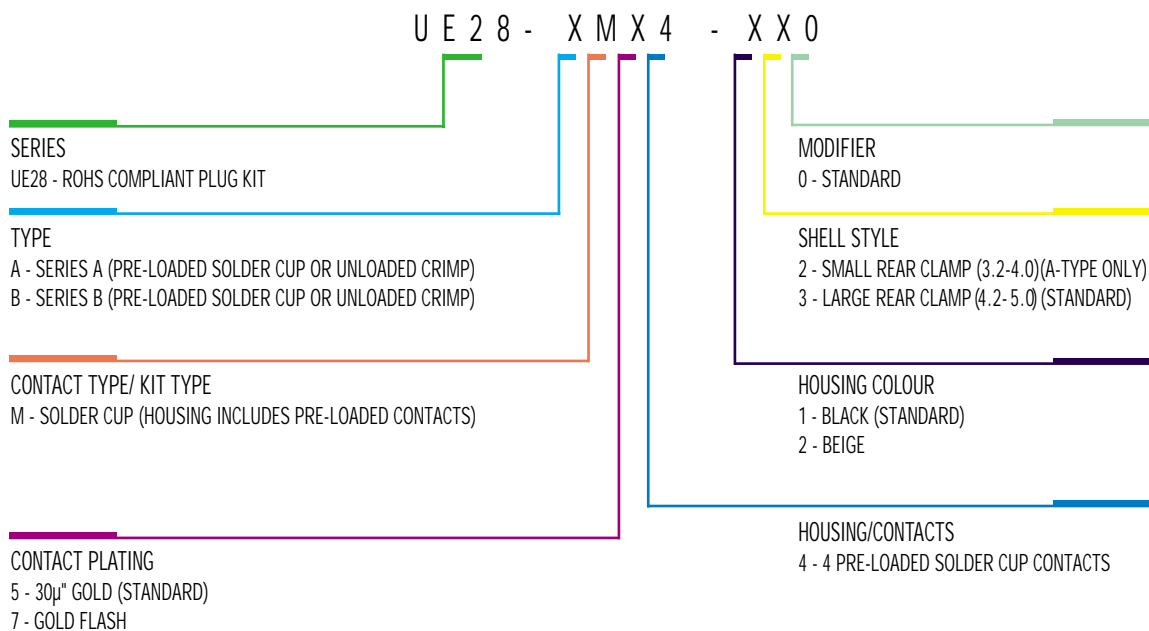 UE28-XMX4-XX0
SERIES
UE28 - ROHS COMPLIANT PLUG KIT
TYPE
A - SERIES A (PRE-LOADED SOLDER CUP OR UNLOADED CRIMP)
B - SERIES B (PRE-LOADED SOLDER CUP OR UNLOADED CRIMP)
CONTACT TYPE/ KIT TYPE
M - SOLDER CUP (HOUSING INCLUDES PRE-LOADED CONTACTS)
CONTACT PLATING
5 - 30µ" GOLD (STANDARD)
7 - GOLD FLASH
MODIFIER
0 - STANDARD
SHELL STYLE
2 - SMALL REAR CLAMP (3.2-4.0)(A-TYPE ONLY)
3 - LARGE REAR CLAMP (4.2-5.0) (STANDARD)
HOUSING COLOUR
1 - BLACK (STANDARD)
2 - BEIGE
HOUSING/CONTACTS
4 - 4 PRE-LOADED SOLDER CUP CONTACTS